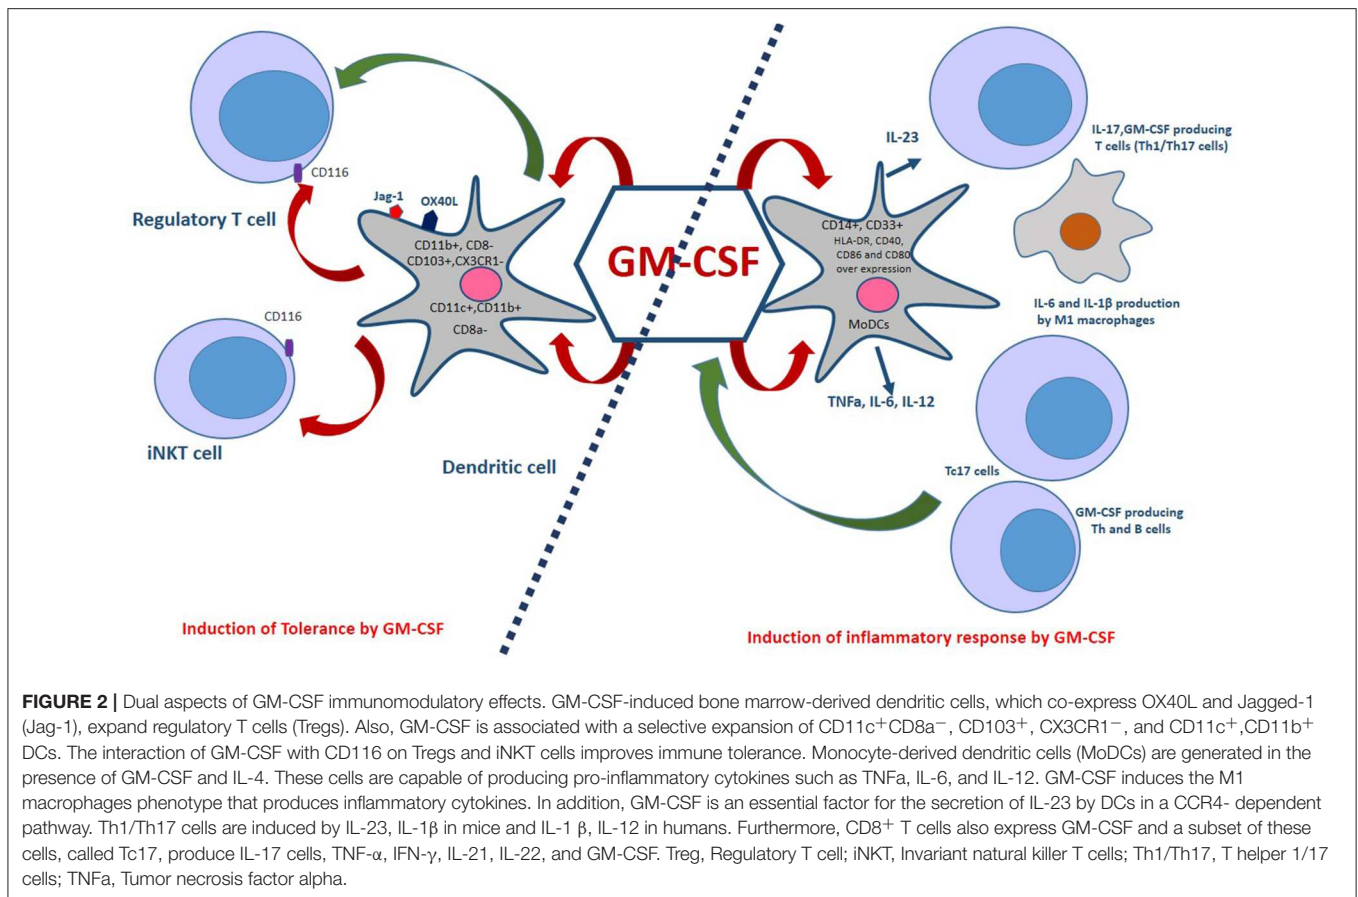 CD116
Regulatory T cell
Jag-1
OX40L
CD11b+, CD8-
CD103+,CX3CR1-
CD11c+,CD11b+
CD8a-
CD116
iNKT cell
Dendritic cell
Induction of Tolerance by GM-CSF
GM-CSF
IL-23
IL-17,GM-CSF producing
T cells (Th1/Th17 cells)
CD14+, CD33+
HLA-DR, CD40,
CD86 and CD80
over expression
MoDCs
IL-6 and IL-1β production
by M1 macrophages
TNFa, IL-6, IL-12
Tc17 cells
GM-CSF producing
Th and B cells
Induction of inflammatory response by GM-CSF
FIGURE 2 | Dual aspects of GM-CSF immunomodulatory effects. GM-CSF-induced bone marrow-derived dendritic cells, which co-express OX40L and Jagged-1
(Jag-1), expand regulatory T cells (Tregs). Also, GM-CSF is associated with a selective expansion of CD11c⁺CD8a⁻, CD103⁺, CX3CR1⁻, and CD11c⁺,CD11b⁺
DCs. The interaction of GM-CSF with CD116 on Tregs and iNKT cells improves immune tolerance. Monocyte-derived dendritic cells (MoDCs) are generated in the
presence of GM-CSF and IL-4. These cells are capable of producing pro-inflammatory cytokines such as TNFa, IL-6, and IL-12. GM-CSF induces the M1
macrophages phenotype that produces inflammatory cytokines. In addition, GM-CSF is an essential factor for the secretion of IL-23 by DCs in a CCR4- dependent
pathway. Th1/Th17 cells are induced by IL-23, IL-1β in mice and IL-1 β, IL-12 in humans. Furthermore, CD8⁺ T cells also express GM-CSF and a subset of these
cells, called Tc17, produce IL-17 cells, TNF-α, IFN-γ, IL-21, IL-22, and GM-CSF. Treg, Regulatory T cell; iNKT, Invariant natural killer T cells; Th1/Th17, T helper 1/17
cells; TNFa, Tumor necrosis factor alpha.